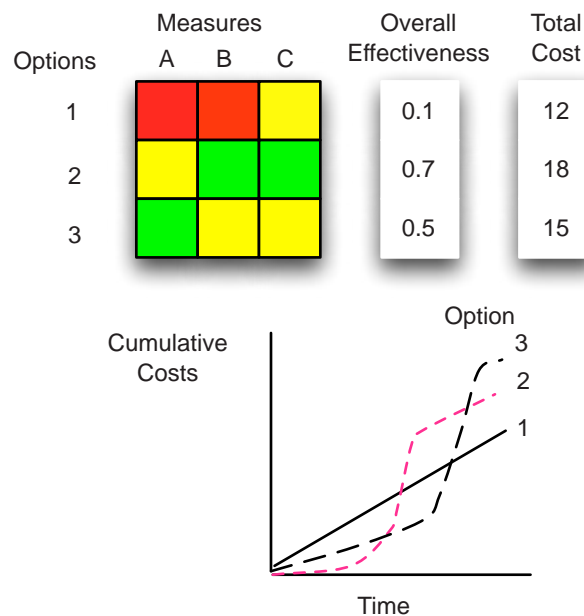 Measures
Overall
Effectiveness
Total
Cost
Options
A B C
1 0.1 12
2 0.7 18
3 0.5 15
Cumulative
Costs
Option
3
2
1
Time